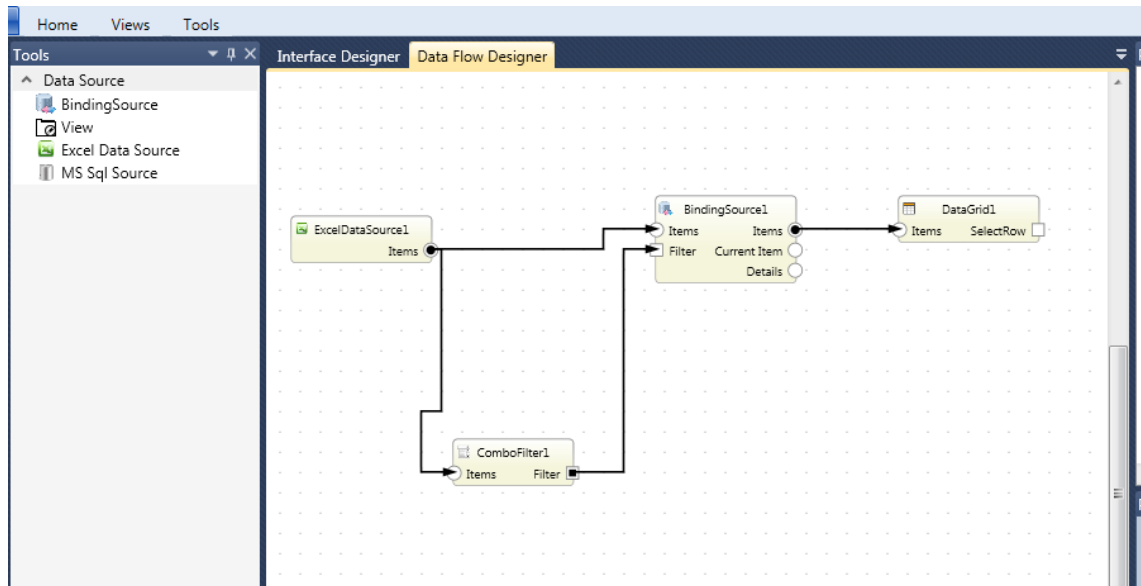 Home Views Tools
Tools
Interface Designer Data Flow Designer
Data Source
BindingSource
View
Excel Data Source
MS Sql Source
ExcelDataSource1
Items
BindingSource1
Items Items
Filter Current Item
Details
DataGrid1
Items SelectRow
ComboFilter1
Items Filter